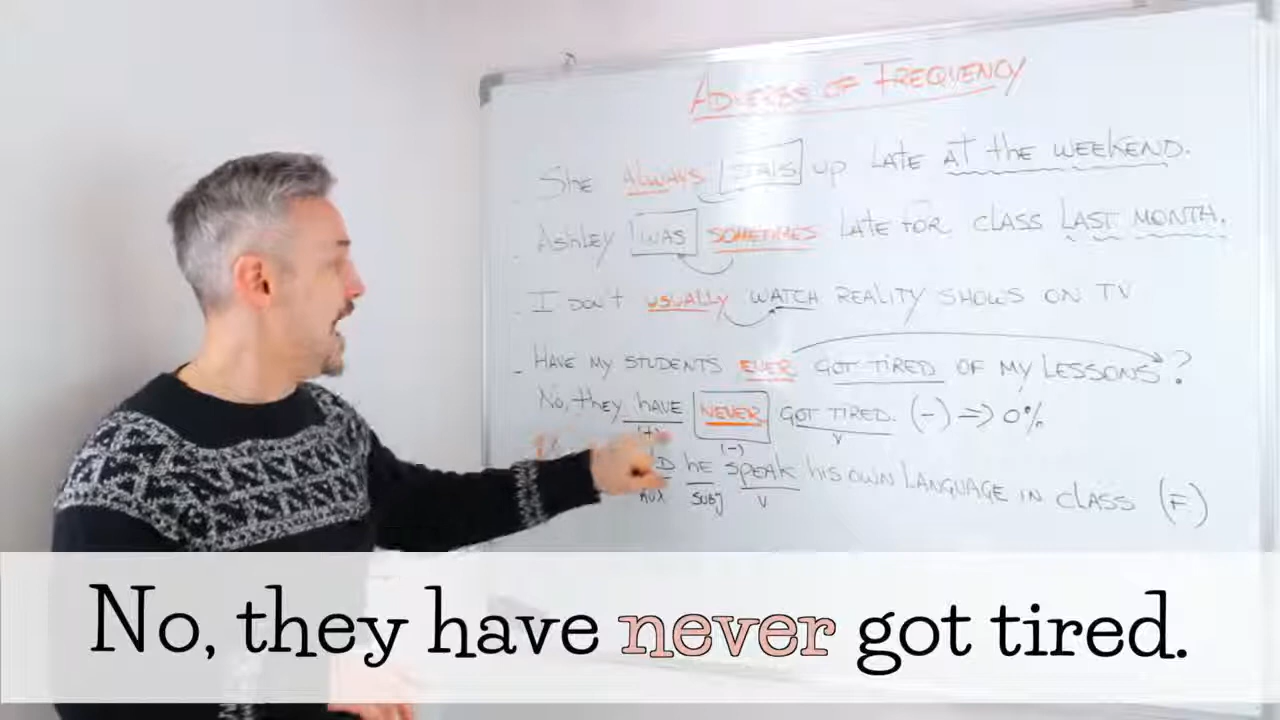 ADVERBS OF FREQUENCY
She ALWAYS STAYS up LATE AT the WEEKEND.
Ashley WAS SOMETIMES LATE FOR CLASS LAST MONTH.
- I DON'T USUALLY WATCH REALITY SHOWS ON TV
- HAVE MY STUDENTS EVER GOT TIRED OF MY LESSONS?
No, they have NEVER GOT TIRED. (-) => 0%
(+) (-) V
HE SPEAK HIS OWN LANGUAGE IN CLASS (F)
AUX SUBJ V
No, they have never got tired.